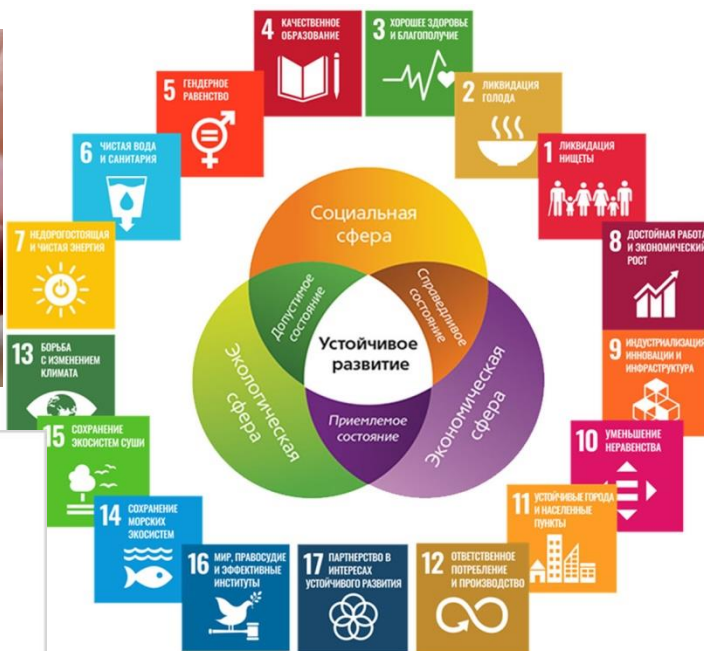 4 КАЧЕСТВЕННОЕ
ОБРАЗОВАНИЕ
3 ХОРОШЕЕ ЗДОРОВЬЕ
И БЛАГОПОЛУЧИЕ
5 ГЕНДЕРНОЕ
РАВЕНСТВО
2 ЛИКВИДАЦИЯ
ГОЛОДА
6 ЧИСТАЯ ВОДА
И САНИТАРИЯ
1 ЛИКВИДАЦИЯ
НИЩЕТЫ
7 НЕДОРОГОСТОЯЩАЯ
И ЧИСТАЯ ЭНЕРГИЯ
8 ДОСТОЙНАЯ РАБОТА
И ЭКОНОМИЧЕСКИЙ
РОСТ
13 БОРЬБА
С ИЗМЕНЕНИЕМ
КЛИМАТА
9 ИНДУСТРИАЛИЗАЦИЯ,
ИННОВАЦИИ И
ИНФРАСТРУКТУРА
15 СОХРАНЕНИЕ
ЭКОСИСТЕМ СУШИ
10 УМЕНЬШЕНИЕ
НЕРАВЕНСТВА
14 СОХРАНЕНИЕ
МОРСКИХ
ЭКОСИСТЕМ
11 УСТОЙЧИВЫЕ ГОРОДА
И НАСЕЛЕННЫЕ
ПУНКТЫ
16 МИР, ПРАВОСУДИЕ
И ЭФФЕКТИВНЫЕ
ИНСТИТУТЫ
17 ПАРТНЕРСТВО В
ИНТЕРЕСАХ
УСТОЙЧИВОГО РАЗВИТИЯ
12 ОТВЕТСТВЕННОЕ
ПОТРЕБЛЕНИЕ
И ПРОИЗВОДСТВО
Социальная
сфера
Допустимое
состояние
Справедливое
состояние
Устойчивое
развитие
Экологическая
сфера
Приемлемое
состояние
Экономическая
сфера